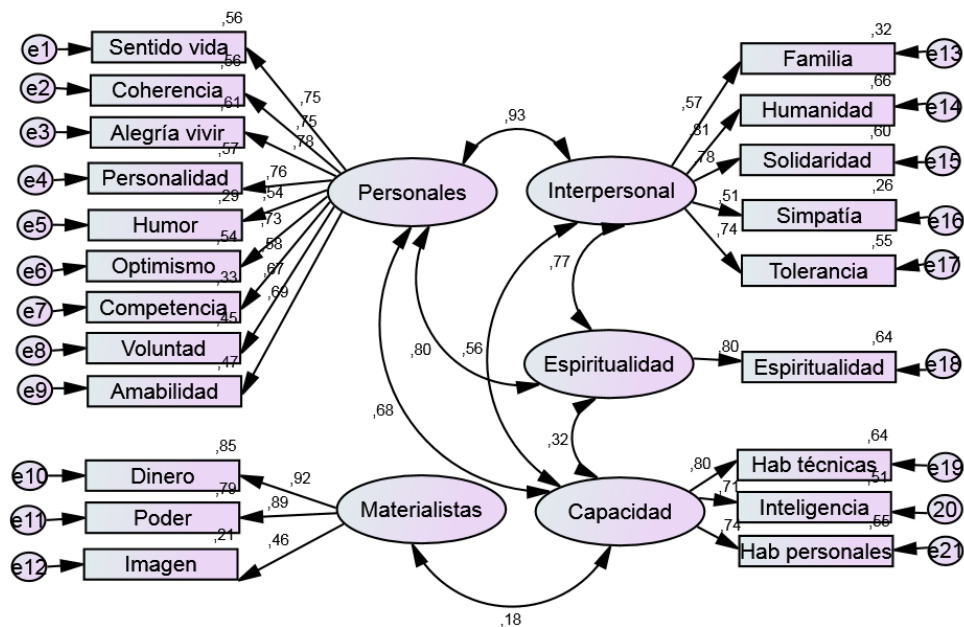 ,56
e1
Sentido vida
,56
e2
Coherencia
,61
e3
Alegría vivir
,57
e4
Personalidad
,29
e5
Humor
,54
e6
Optimismo
,33
e7
Competencia
,45
e8
Voluntad
,47
e9
Amabilidad
,75
,75
,78
,76
,54
,73
,58
,67
,69
Personales
,93
Interpersonal
,57
,81
,78
,51
,74
,32
Familia
e13
,66
Humanidad
e14
,60
Solidaridad
e15
,26
Simpatía
e16
,55
Tolerancia
e17
,77
,80
,56
,68
Espiritualidad
,80
,64
Espiritualidad
e18
,32
,85
e10
Dinero
,79
e11
Poder
,21
e12
Imagen
,92
,89
,46
Materialistas
Capacidad
,80
,71
,74
,64
Hab técnicas
e19
,51
Inteligencia
20
,55
Hab personales
e21
,18